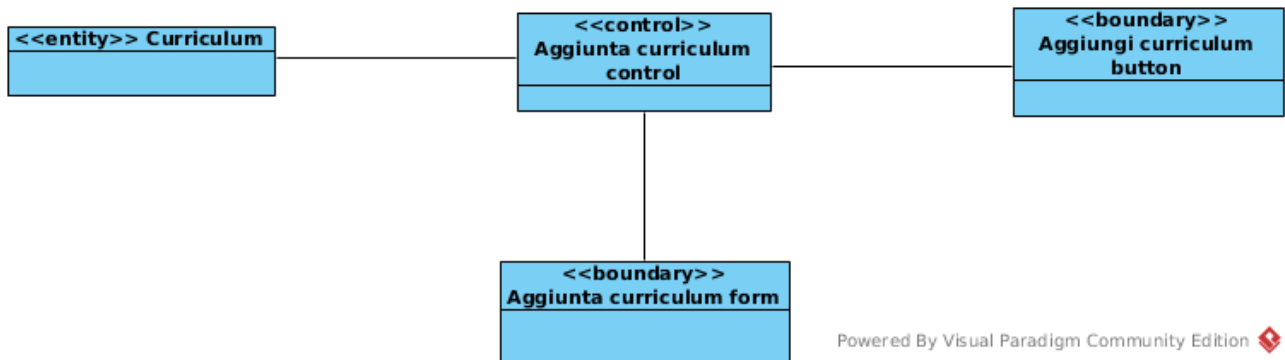 <<entity>> Curriculum
<<control>>
Aggiunta curriculum
control
<<boundary>>
Aggiungi curriculum
button
<<boundary>>
Aggiunta curriculum form
Powered By Visual Paradigm Community Edition